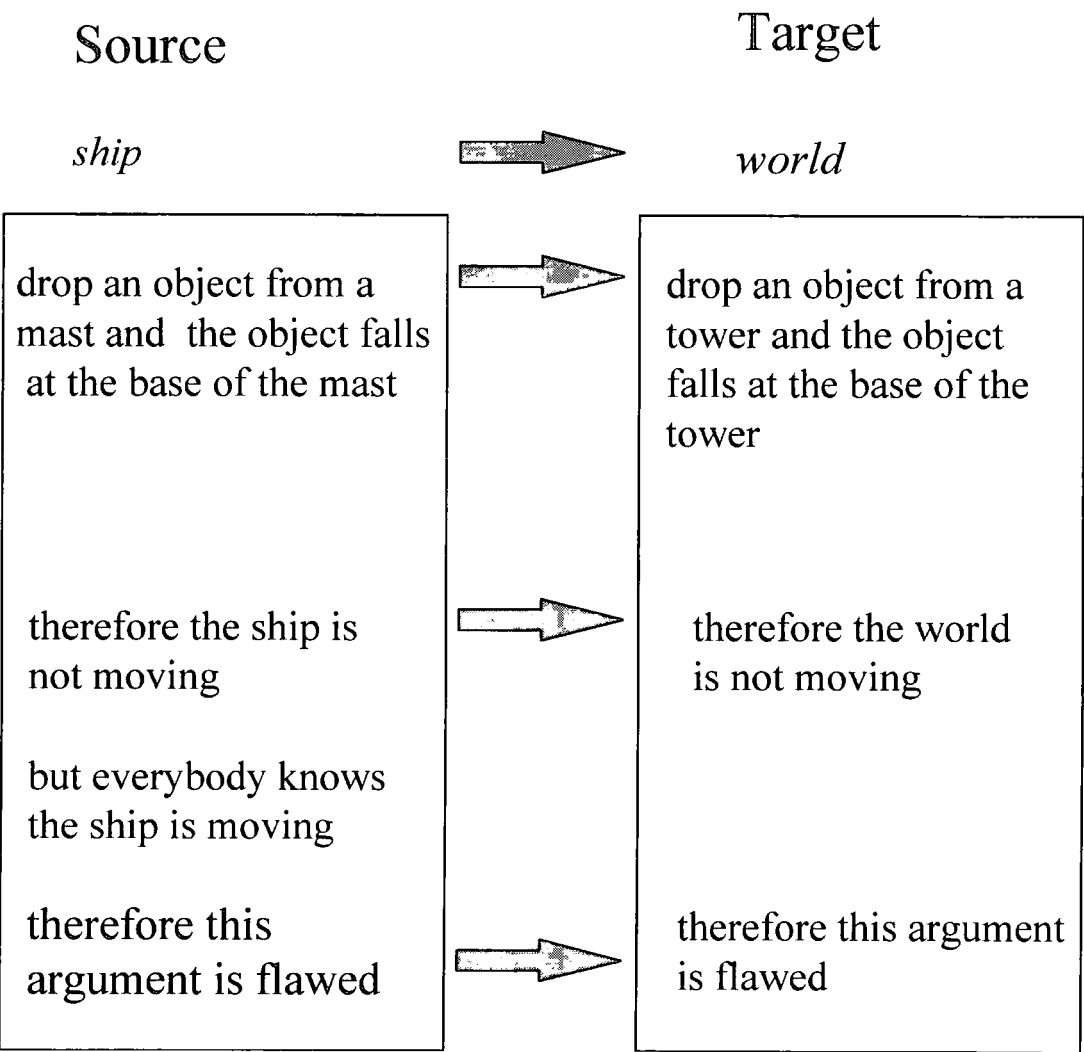 Source
Target
ship
world
drop an object from a
mast and the object falls
at the base of the mast
drop an object from a
tower and the object
falls at the base of the
tower
therefore the ship is
not moving
therefore the world
is not moving
but everybody knows
the ship is moving
therefore this
argument is flawed
therefore this argument
is flawed